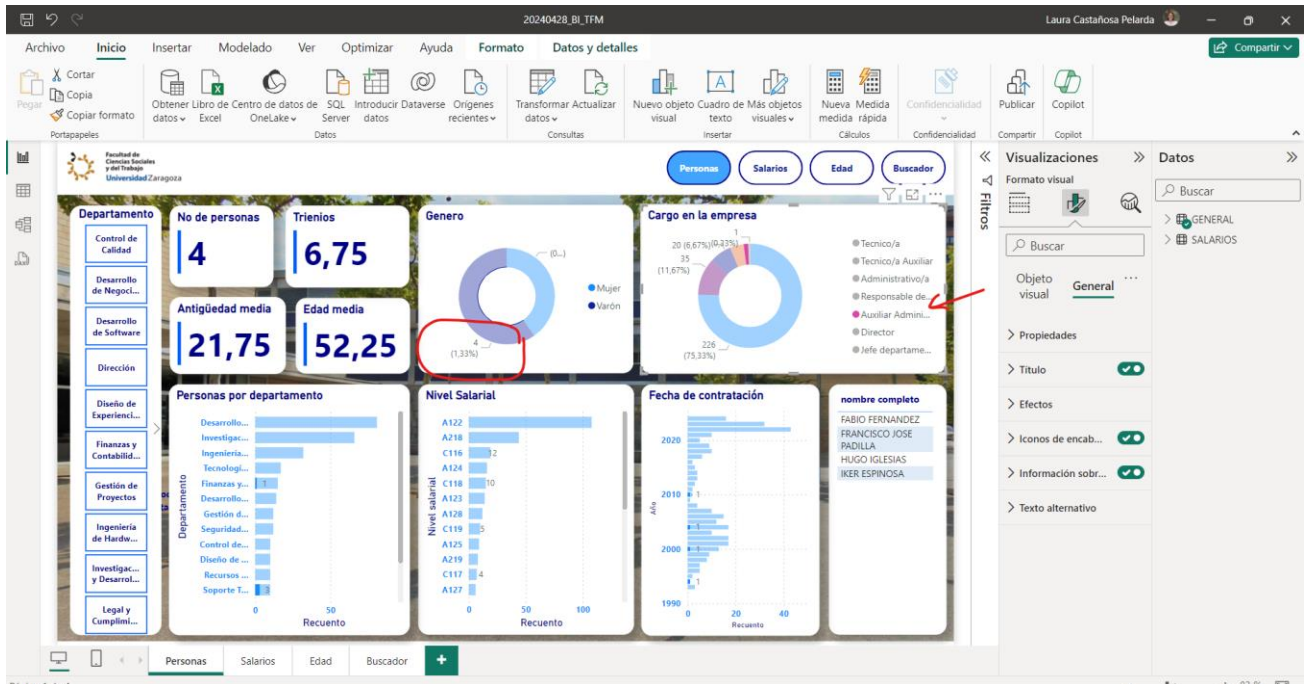 20240428_BI_TFM
Laura Castañosa Pelarda
Archivo Inicio Insertar Modelado Ver Optimizar Ayuda Formato Datos y detalles
Compartir
Pegar
Cortar
Copia
Copiar formato
Portapapeles
Obtener datos
Libro de Excel
Centro de datos de OneLake
SQL Server
Introducir datos
Dataverse
Orígenes recientes
Datos
Transformar datos
Actualizar
Consultas
Nuevo objeto visual
Cuadro de texto
Más objetos visuales
Insertar
Nueva medida
Medida rápida
Cálculos
Confidencialidad
Confidencialidad
Publicar
Compartir
Copilot
Copilot
Facultad de
Ciencias Sociales
y del Trabajo
Universidad Zaragoza
Personas Salarios Edad Buscador
Departamento
Control de
Calidad
Desarrollo
de Negoci...
Desarrollo
de Software
Dirección
Diseño de
Experienci...
Finanzas y
Contabilid...
Gestión de
Proyectos
Ingeniería
de Hardw...
Investigac...
y Desarrol...
Legal y
Cumplimi...
No de personas
4
Trienios
6,75
Antigüedad media
21,75
Edad media
52,25
Genero
(0...)
4
(1,33%)
Mujer
Varón
Cargo en la empresa
1
(0,33%)
20 (6,67%)
35
(11,67%)
226
(75,33%)
Tecnico/a
Tecnico/a Auxiliar
Administrativo/a
Responsable de...
Auxiliar Admini...
Director
Jefe departame...
Personas por departamento
Departamento
Desarrollo...
Investigac...
Ingeniería...
Tecnologí...
Finanzas y... 1
Desarrollo...
Gestión d...
Seguridad...
Control de...
Diseño de ...
Recursos ...
Soporte T... 3
0 50
Recuento
Nivel Salarial
Nivel salarial
A122
A218
C116 12
A124
C118 10
A123
A128
C119 5
A125
A219
C117 4
A127
0 50 100
Recuento
Fecha de contratación
Año
2020
2010 1
1
2000 1
1
1990
0 20 40
Recuento
nombre completo
FABIO FERNANDEZ
FRANCISCO JOSE
PADILLA
HUGO IGLESIAS
IKER ESPINOSA
Filtros
Visualizaciones
Formato visual
Buscar
Objeto visual
General
Propiedades
Título
Efectos
Iconos de encab...
Información sobr...
Texto alternativo
Datos
Buscar
GENERAL
SALARIOS
Personas Salarios Edad Buscador